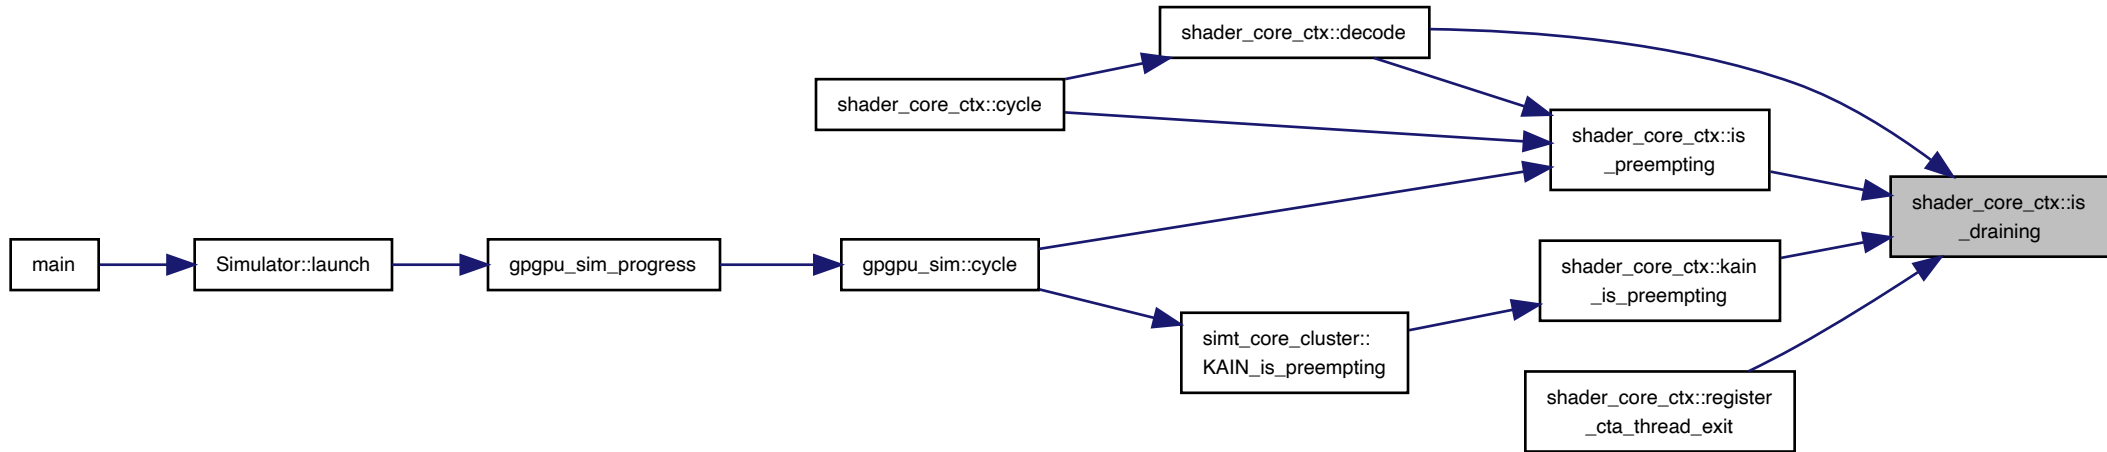 shader_core_ctx::decode
shader_core_ctx::cycle
shader_core_ctx::is
_preempting
shader_core_ctx::is
_draining
main
Simulator::launch
gpgpu_sim_progress
gpgpu_sim::cycle
shader_core_ctx::kain
_is_preempting
simt_core_cluster::
KAIN_is_preempting
shader_core_ctx::register
_cta_thread_exit